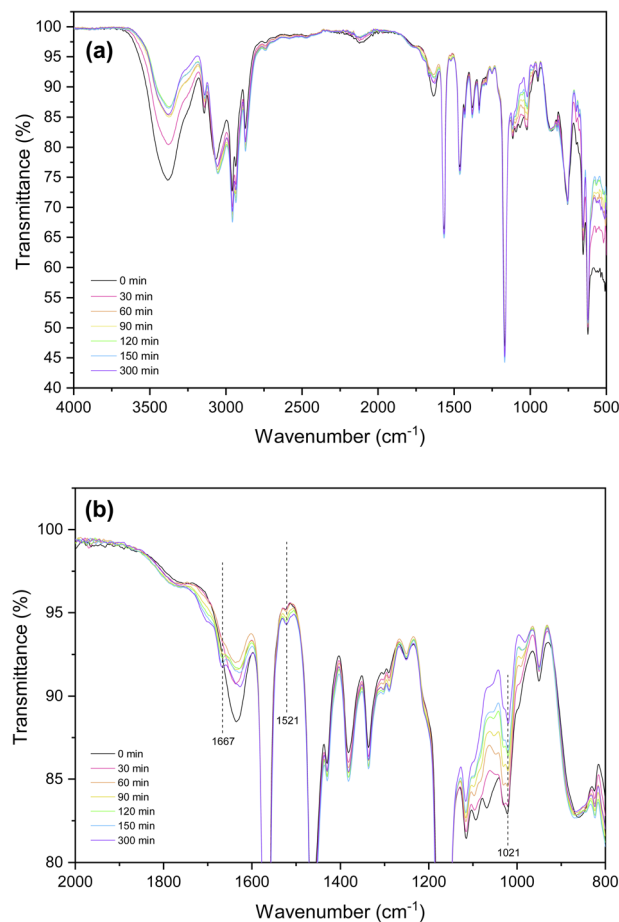 (a)
100
95
90
85
80
75
70
65
60
55
50
45
40
Transmittance (%)
0 min
30 min
60 min
90 min
120 min
150 min
300 min
4000 3500 3000 2500 2000 1500 1000 500
Wavenumber (cm-1)
(b)
100
95
90
85
80
Transmittance (%)
1667
1521
1021
0 min
30 min
60 min
90 min
120 min
150 min
300 min
2000 1800 1600 1400 1200 1000 800
Wavenumber (cm-1)